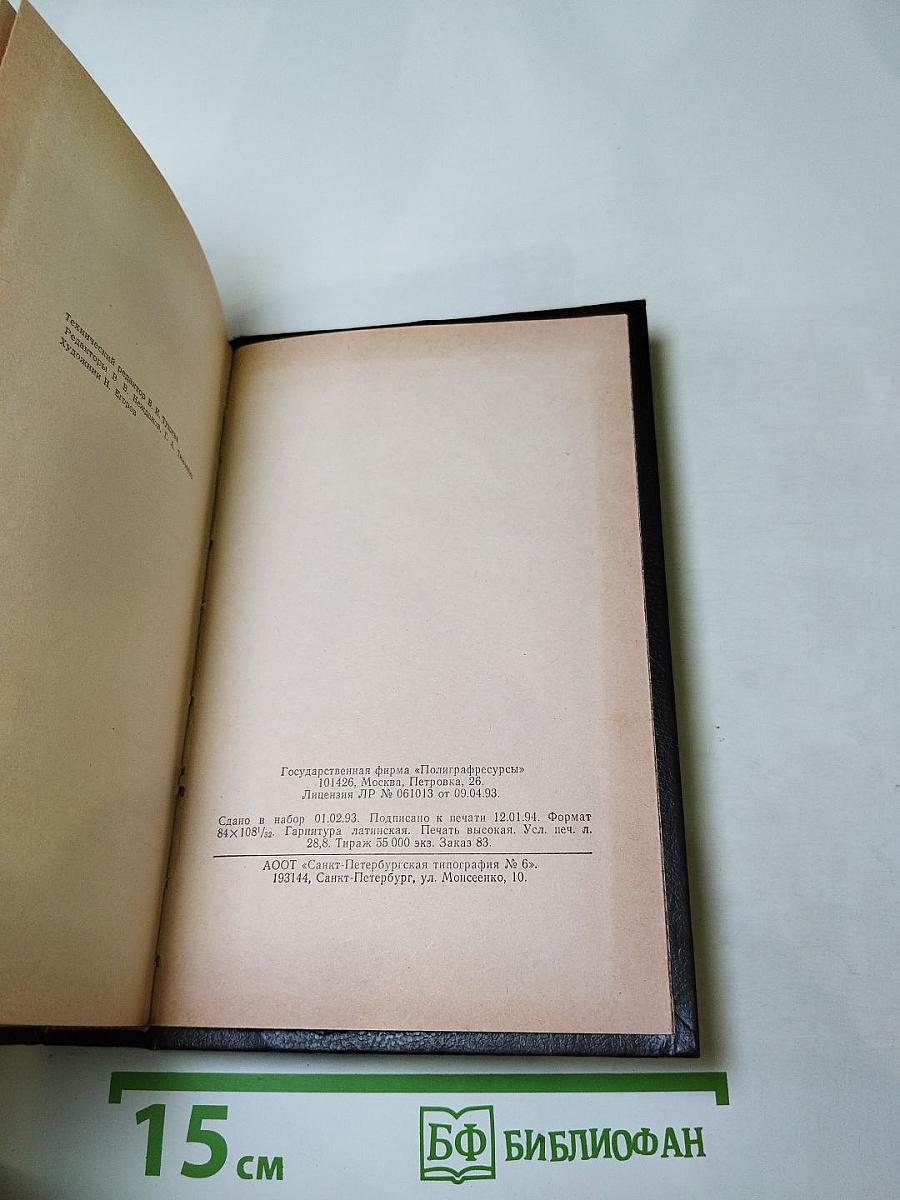 Технический редактор В. И. Тушева
Редакторы В. В.
Художник Н. Егоров
Государственная фирма «Полиграфресурсы»
101426, Москва, Петровка, 26.
Лицензия ЛР № 061013 от 09.04.93.
Сдано в набор 01.02.93. Подписано к печати 12.01.94. Формат
84×108¹/₃₂. Гарнитура латинская. Печать высокая. Усл. печ. л.
28,8. Тираж 55 000 экз. Заказ 83.
АООТ «Санкт-Петербургская типография № 6».
193144, Санкт-Петербург, ул. Моисеенко, 10.
15 см
БФ БИБЛИОФАН